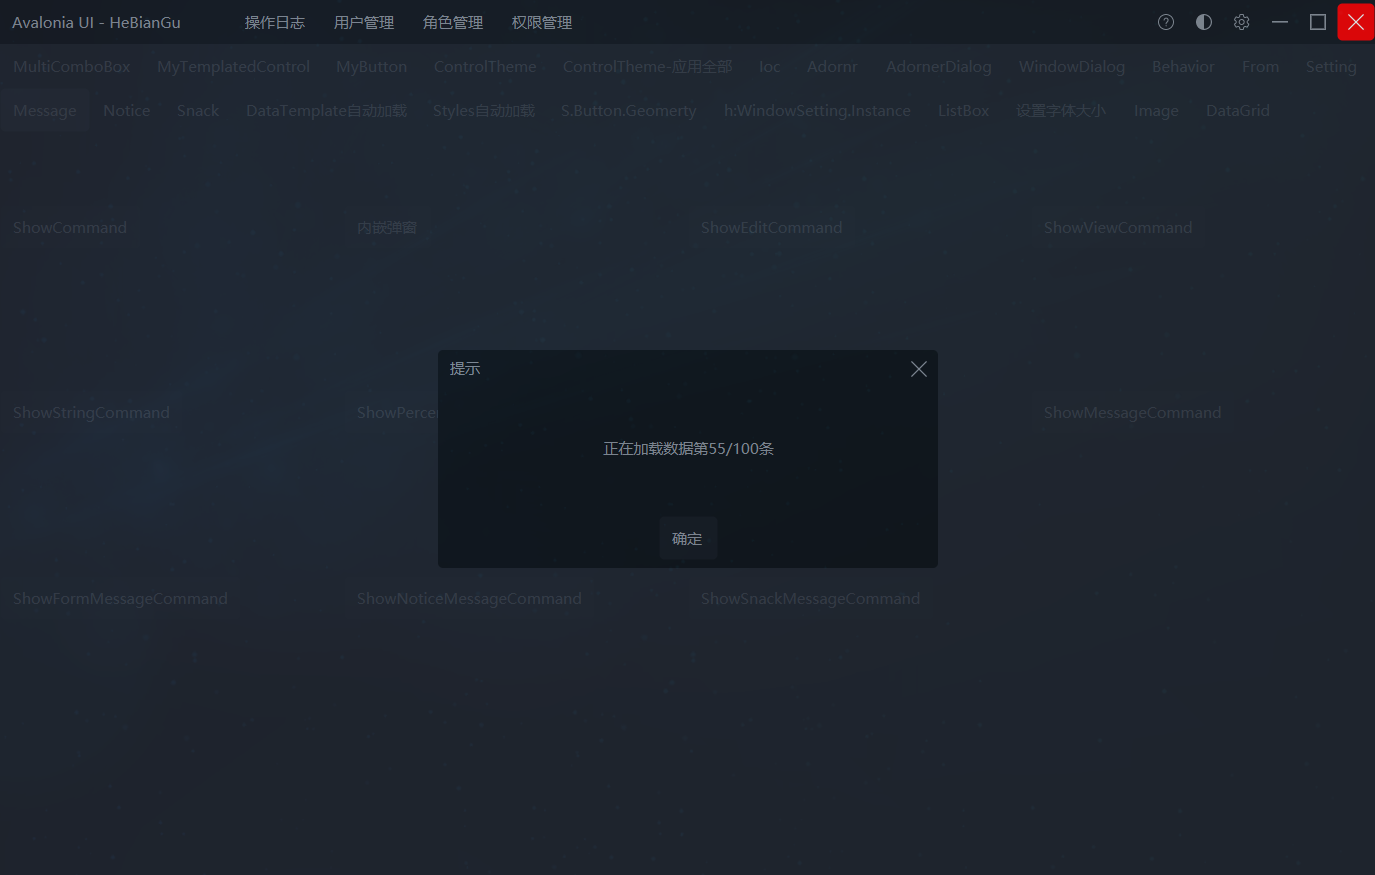 Avalonia UI - HeBianGu 操作日志 用户管理 角色管理 权限管理
MultiComboBox MyTemplatedControl MyButton ControlTheme ControlTheme-应用全部 Ioc Adornr AdornerDialog WindowDialog Behavior From Setting
Message Notice Snack DataTemplate自动加载 Styles自动加载 S.Button.Geomerty h:WindowSetting.Instance ListBox 设置字体大小 Image DataGrid
ShowCommand 内嵌弹窗 ShowEditCommand ShowViewCommand
提示
ShowStringCommand ShowPercen ShowMessageCommand
正在加载数据第55/100条
确定
ShowFormMessageCommand ShowNoticeMessageCommand ShowSnackMessageCommand